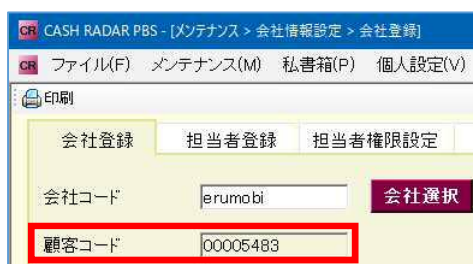 CR CASH RADAR PBS - [メンテナンス > 会社情報設定 > 会社登録]
CR ファイル(F) メンテナンス(M) 私書箱(P) 個人設定(V)
印刷
会社登録 担当者登録 担当者権限設定
会社コード erumobi 会社選択
顧客コード 00005483